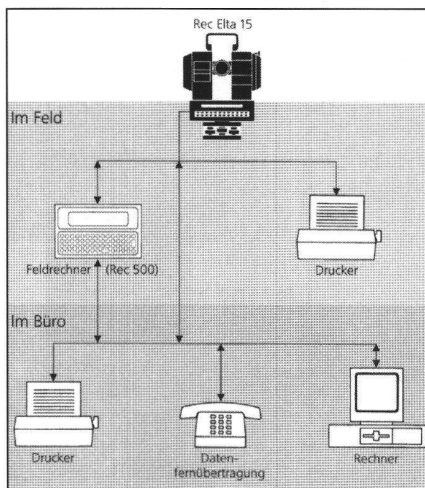 Rec Elta 15
Im Feld
Feldrechner (Rec 500)
Drucker
Im Büro
Drucker
Daten-
fernübertragung
Rechner